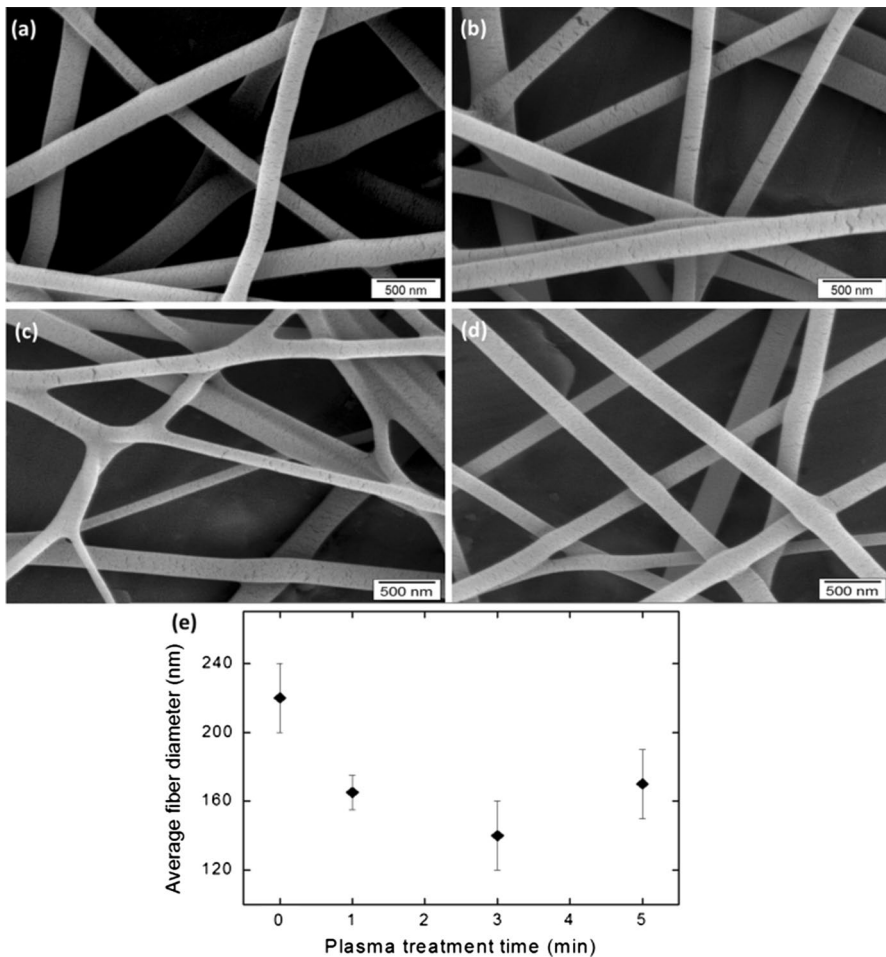 (a)
500 nm
(b)
500 nm
(c)
500 nm
(d)
500 nm
(e)
Average fiber diameter (nm)
240
200
160
120
0 1 2 3 4 5
Plasma treatment time (min)